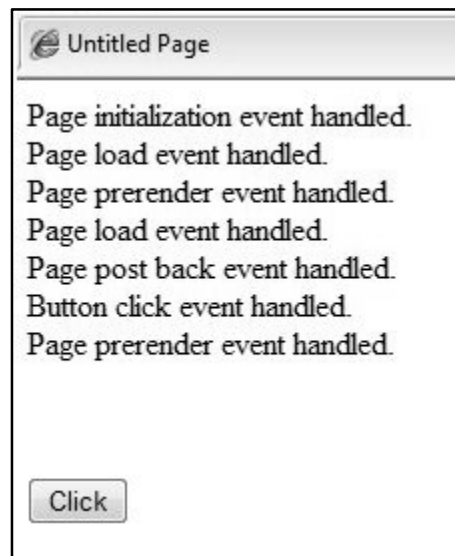 Untitled Page
Page initialization event handled.
Page load event handled.
Page prerender event handled.
Page load event handled.
Page post back event handled.
Button click event handled.
Page prerender event handled.
Click